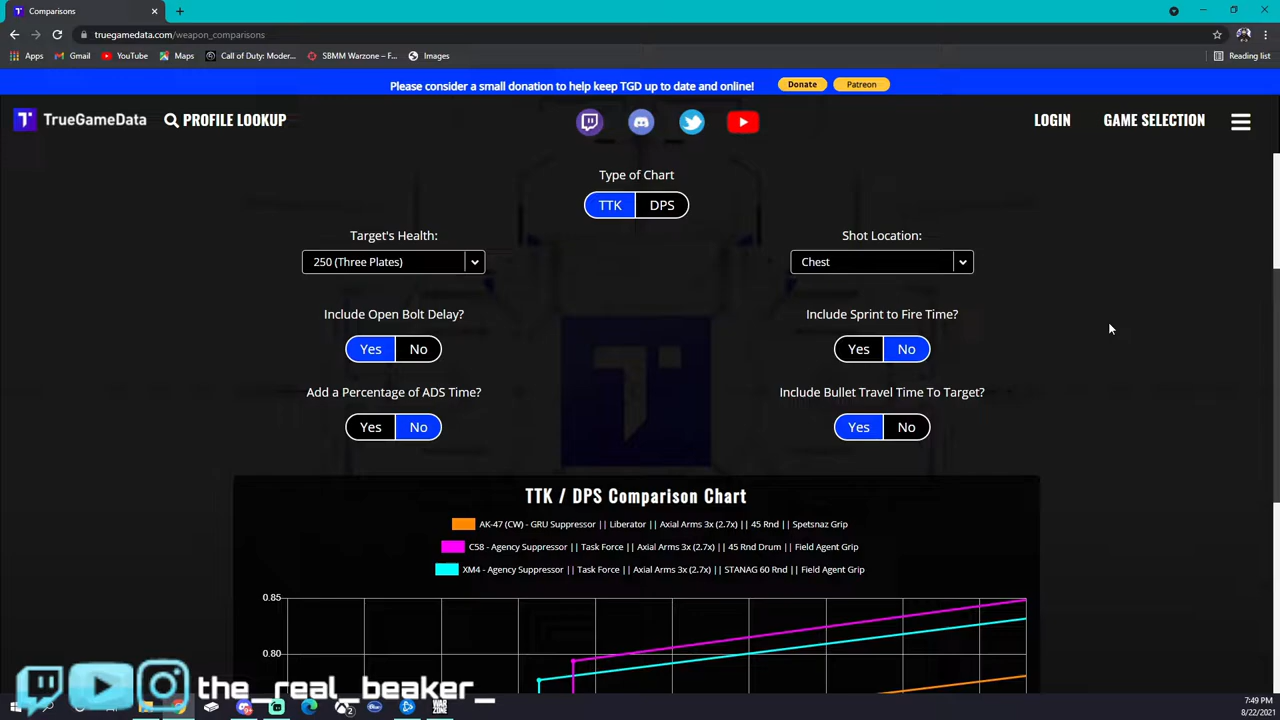 Comparisons
truegamedata.com/weapon_comparisons
Apps
Gmail
YouTube
Maps
Call of Duty: Moder...
SBMM Warzone – F...
Images
Reading list
Please consider a small donation to help keep TGD up to date and online!
Donate
Patreon
TrueGameData
PROFILE LOOKUP
LOGIN
GAME SELECTION
Type of Chart
TTK
DPS
Target's Health:
Shot Location:
250 (Three Plates)
Chest
Include Open Bolt Delay?
Include Sprint to Fire Time?
Yes
No
Yes
No
Add a Percentage of ADS Time?
Include Bullet Travel Time To Target?
Yes
No
Yes
No
TTK / DPS Comparison Chart
AK-47 (CW) - GRU Suppressor || Liberator || Axial Arms 3x (2.7x) || 45 Rnd || Spetsnaz Grip
C58 - Agency Suppressor || Task Force || Axial Arms 3x (2.7x) || 45 Rnd Drum || Field Agent Grip
XM4 - Agency Suppressor || Task Force || Axial Arms 3x (2.7x) || STANAG 60 Rnd || Field Agent Grip
0.85
0.80
the_real_beaker_
WAR
ZONE
7:49 PM
8/22/2021